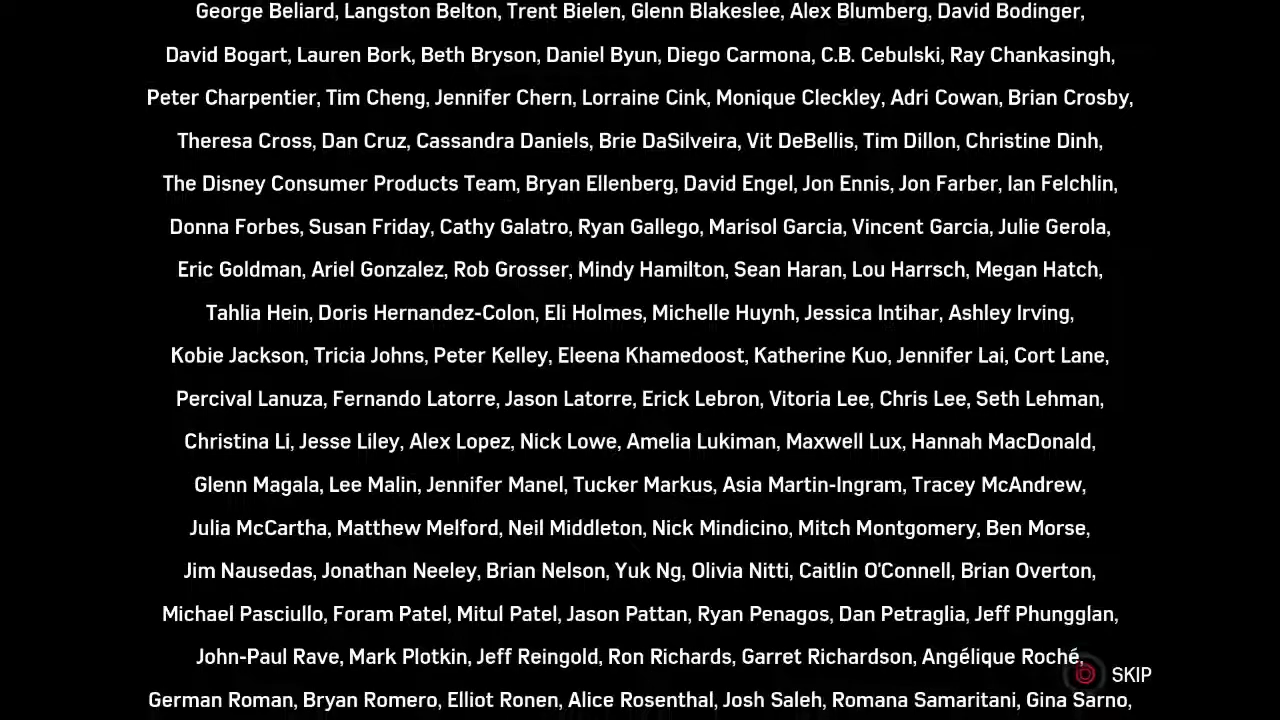 George Beliard, Langston Belton, Trent Bielen, Glenn Blakeslee, Alex Blumberg, David Bodinger,
David Bogart, Lauren Bork, Beth Bryson, Daniel Byun, Diego Carmona, C.B. Cebulski, Ray Chankasingh,
Peter Charpentier, Tim Cheng, Jennifer Chern, Lorraine Cink, Monique Cleckley, Adri Cowan, Brian Crosby,
Theresa Cross, Dan Cruz, Cassandra Daniels, Brie DaSilveira, Vit DeBellis, Tim Dillon, Christine Dinh,
The Disney Consumer Products Team, Bryan Ellenberg, David Engel, Jon Ennis, Jon Farber, Ian Felchlin,
Donna Forbes, Susan Friday, Cathy Galatro, Ryan Gallego, Marisol Garcia, Vincent Garcia, Julie Gerola,
Eric Goldman, Ariel Gonzalez, Rob Grosser, Mindy Hamilton, Sean Haran, Lou Harrsch, Megan Hatch,
Tahlia Hein, Doris Hernandez-Colon, Eli Holmes, Michelle Huynh, Jessica Intihar, Ashley Irving,
Kobie Jackson, Tricia Johns, Peter Kelley, Eleena Khamedoost, Katherine Kuo, Jennifer Lai, Cort Lane,
Percival Lanuza, Fernando Latorre, Jason Latorre, Erick Lebron, Vitoria Lee, Chris Lee, Seth Lehman,
Christina Li, Jesse Liley, Alex Lopez, Nick Lowe, Amelia Lukiman, Maxwell Lux, Hannah MacDonald,
Glenn Magala, Lee Malin, Jennifer Manel, Tucker Markus, Asia Martin-Ingram, Tracey McAndrew,
Julia McCartha, Matthew Melford, Neil Middleton, Nick Mindicino, Mitch Montgomery, Ben Morse,
Jim Nausedas, Jonathan Neeley, Brian Nelson, Yuk Ng, Olivia Nitti, Caitlin O'Connell, Brian Overton,
Michael Pasciullo, Foram Patel, Mitul Patel, Jason Pattan, Ryan Penagos, Dan Petraglia, Jeff Phungglan,
John-Paul Rave, Mark Plotkin, Jeff Reingold, Ron Richards, Garret Richardson, Angélique Roché,
SKIP
German Roman, Bryan Romero, Elliot Ronen, Alice Rosenthal, Josh Saleh, Romana Samaritani, Gina Sarno,